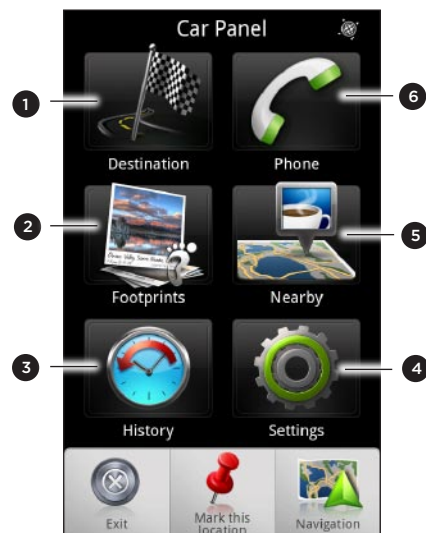 Car Panel
1
6
Destination
Phone
2
5
Footprints
Nearby
3
4
History
Settings
Exit
Mark this
location
Navigation